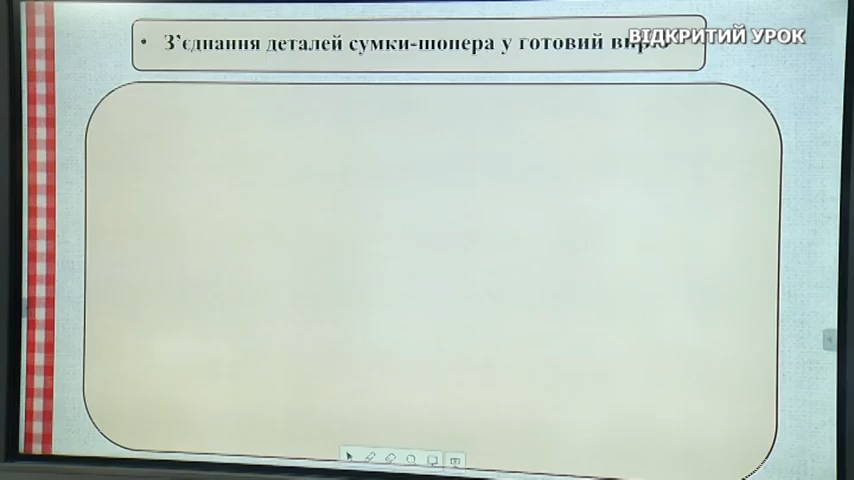 • З’єднання деталей сумки-шопера у готовий
ВІДКРИТИЙ УРОК